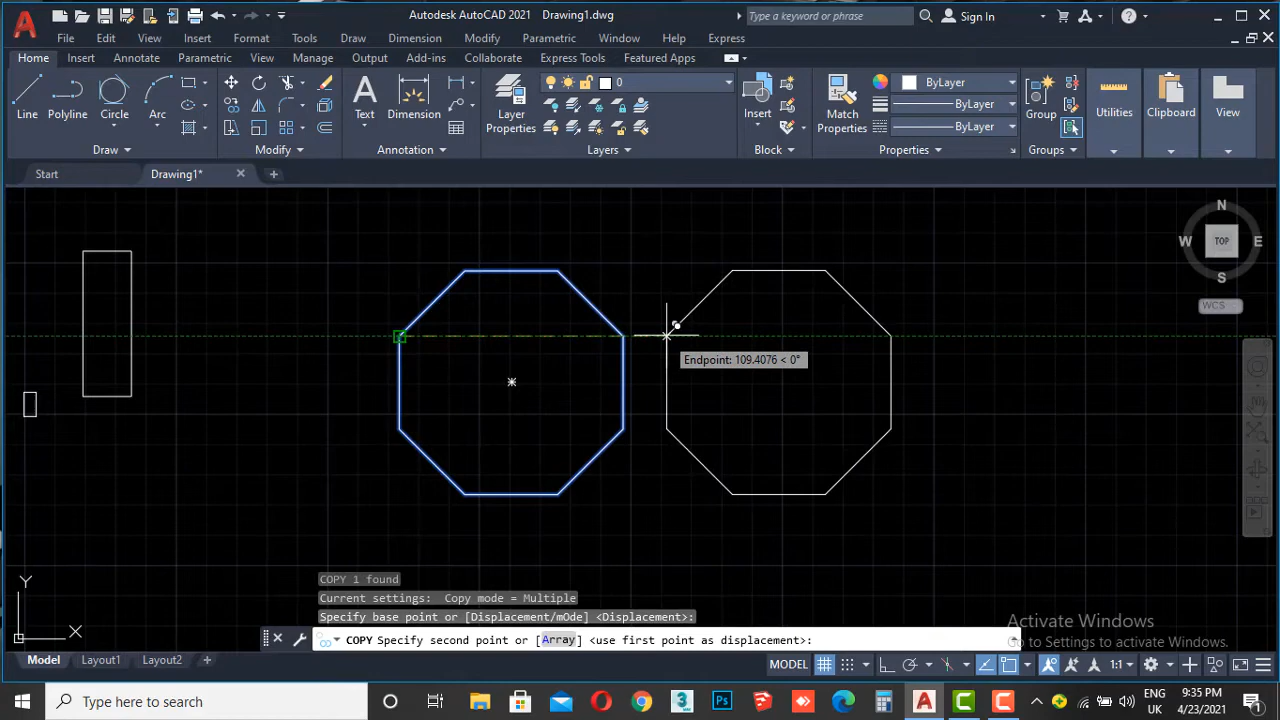 Autodesk AutoCAD 2021 Drawing1.dwg
Type a keyword or phrase
Sign In
File Edit View Insert Format Tools Draw Dimension Modify Parametric Window Help Express
Home Insert Annotate Parametric View Manage Output Add-ins Collaborate Express Tools Featured Apps
Line Polyline Circle Arc
Text Dimension
Layer
Properties
0
Insert
Match
Properties
ByLayer
ByLayer
ByLayer
Group
Utilities
Clipboard
View
Draw Modify Annotation Layers Block Properties Groups
Start Drawing1*
N
W TOP E
S
WCS
Endpoint: 109.4076 < 0°
Y
X
COPY 1 found
Current settings: Copy mode = Multiple
Specify base point or [Displacement/mOde] <Displacement>:
COPY Specify second point or [Array] <use first point as displacement>:
Activate Windows
Go to Settings to activate Windows.
Model Layout1 Layout2
MODEL
1:1
Type here to search
3
Ps
ENG
UK
9:35 PM
4/23/2021
1